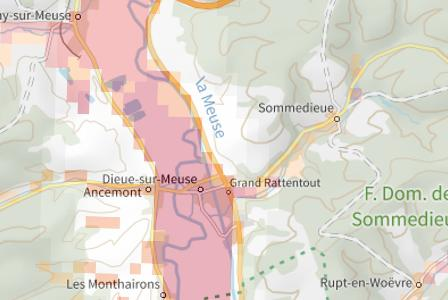 ny-sur-Meuse
La Meuse
Sommedieue
Dieue-sur-Meuse
Ancemont
Grand Rattentout
F. Dom. de
Sommedieu
Les Monthairons
Rupt-en-Woëvre